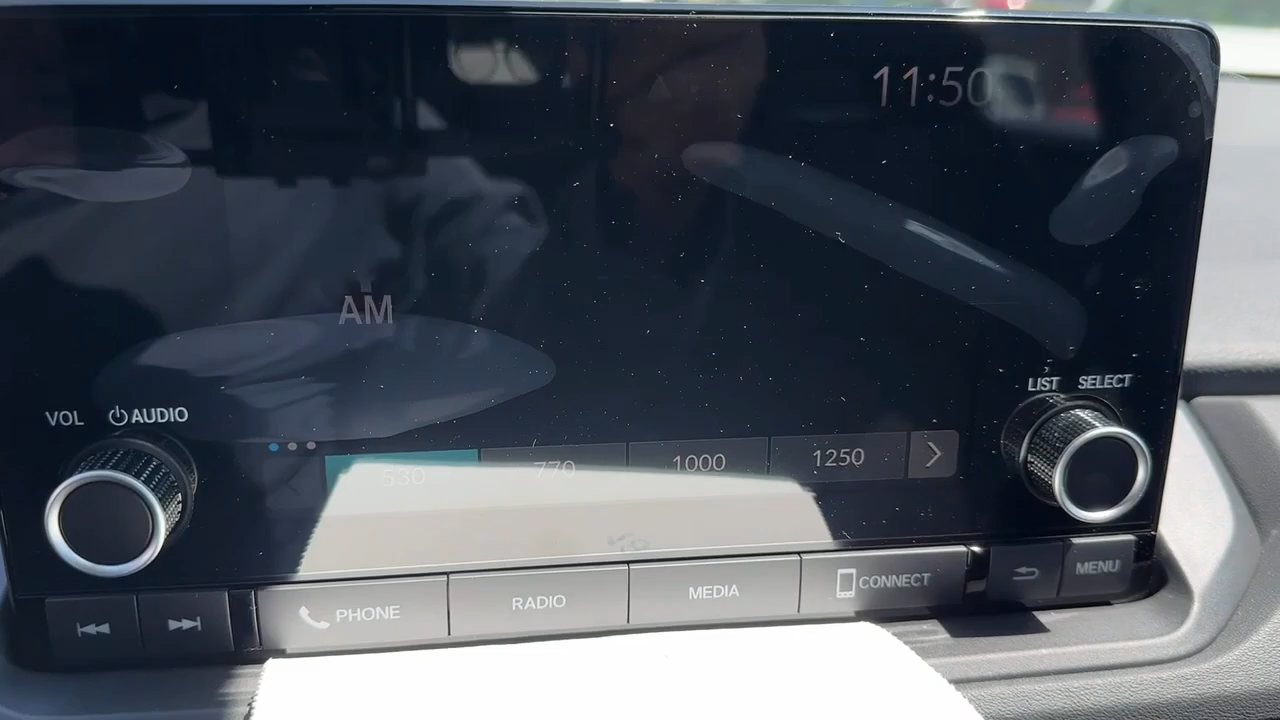 11:50
AM
VOL AUDIO
LIST SELECT
530 770 1000 1250
PHONE RADIO MEDIA CONNECT MENU